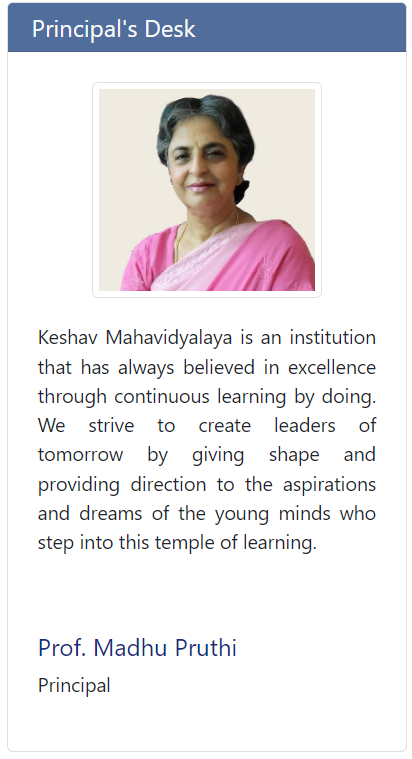 Principal's Desk
Keshav Mahavidyalaya is an institution
that has always believed in excellence
through continuous learning by doing.
We strive to create leaders of
tomorrow by giving shape and
providing direction to the aspirations
and dreams of the young minds who
step into this temple of learning.
Prof. Madhu Pruthi
Principal